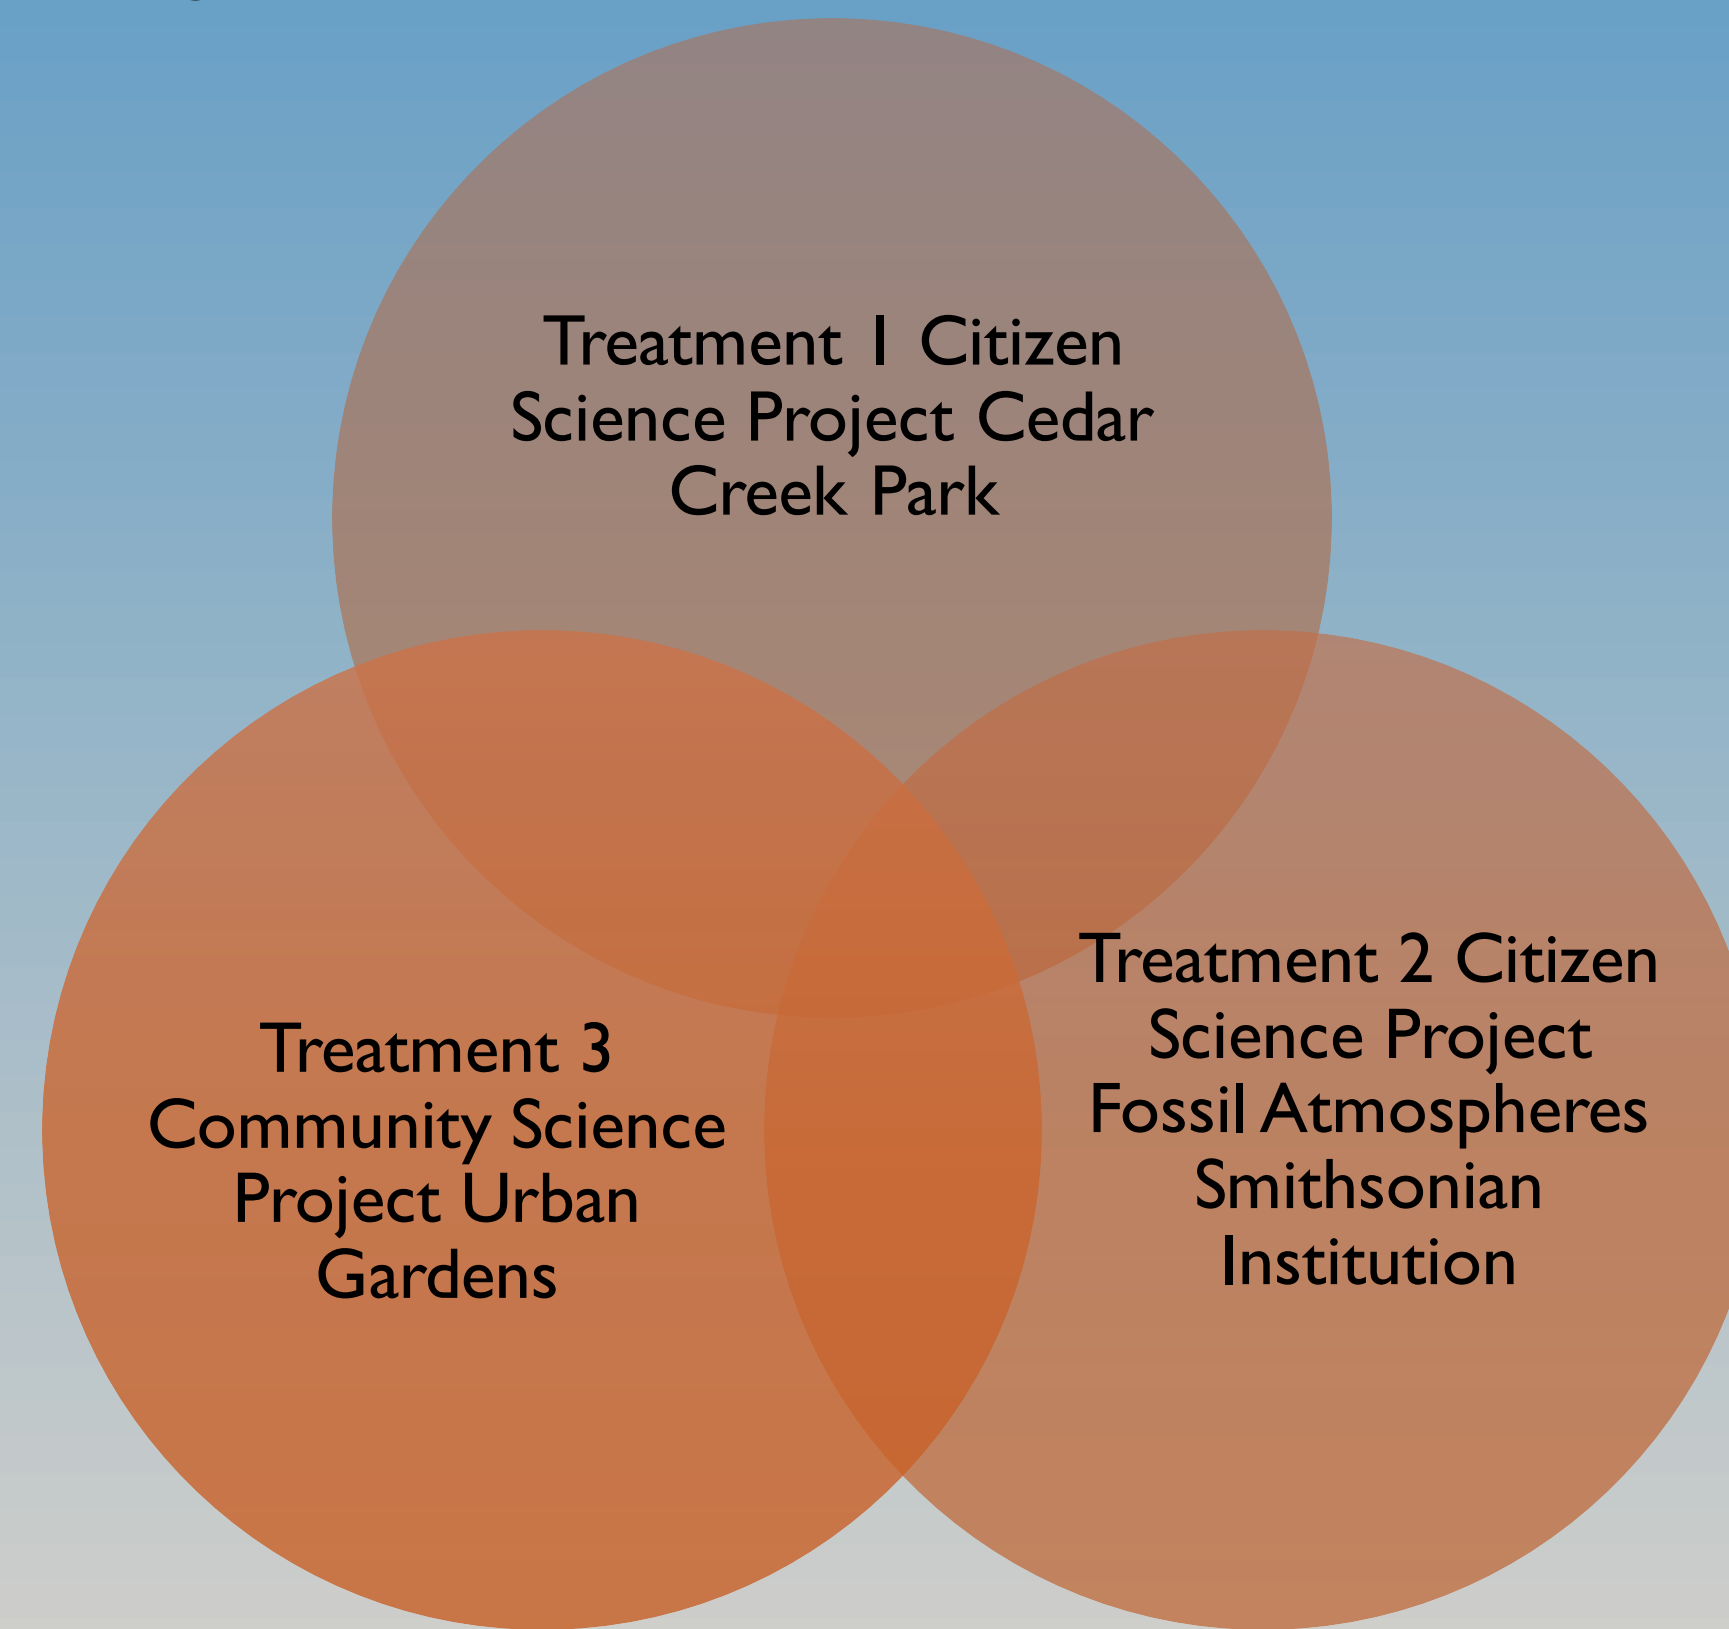 Treatment 1 Citizen
Science Project Cedar
Creek Park
Treatment 2 Citizen
Science Project
Fossil Atmospheres
Smithsonian
Institution
Treatment 3
Community Science
Project Urban
Gardens